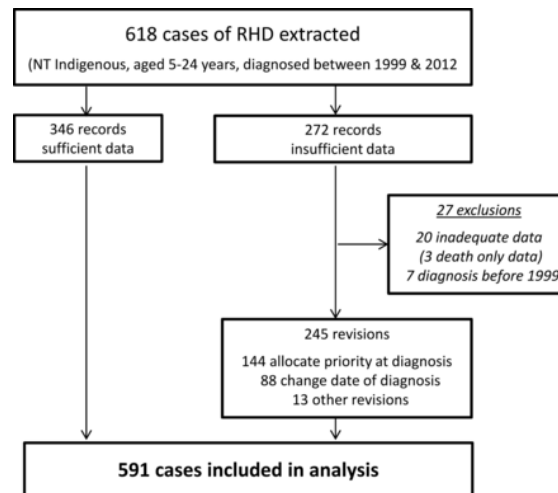 618 cases of RHD extracted
(NT Indigenous, aged 5-24 years, diagnosed between 1999 & 2012
346 records
sufficient data
272 records
insufficient data
27 exclusions
20 inadequate data
(3 death only data)
7 diagnosis before 1999
245 revisions
144 allocate priority at diagnosis
88 change date of diagnosis
13 other revisions
591 cases included in analysis